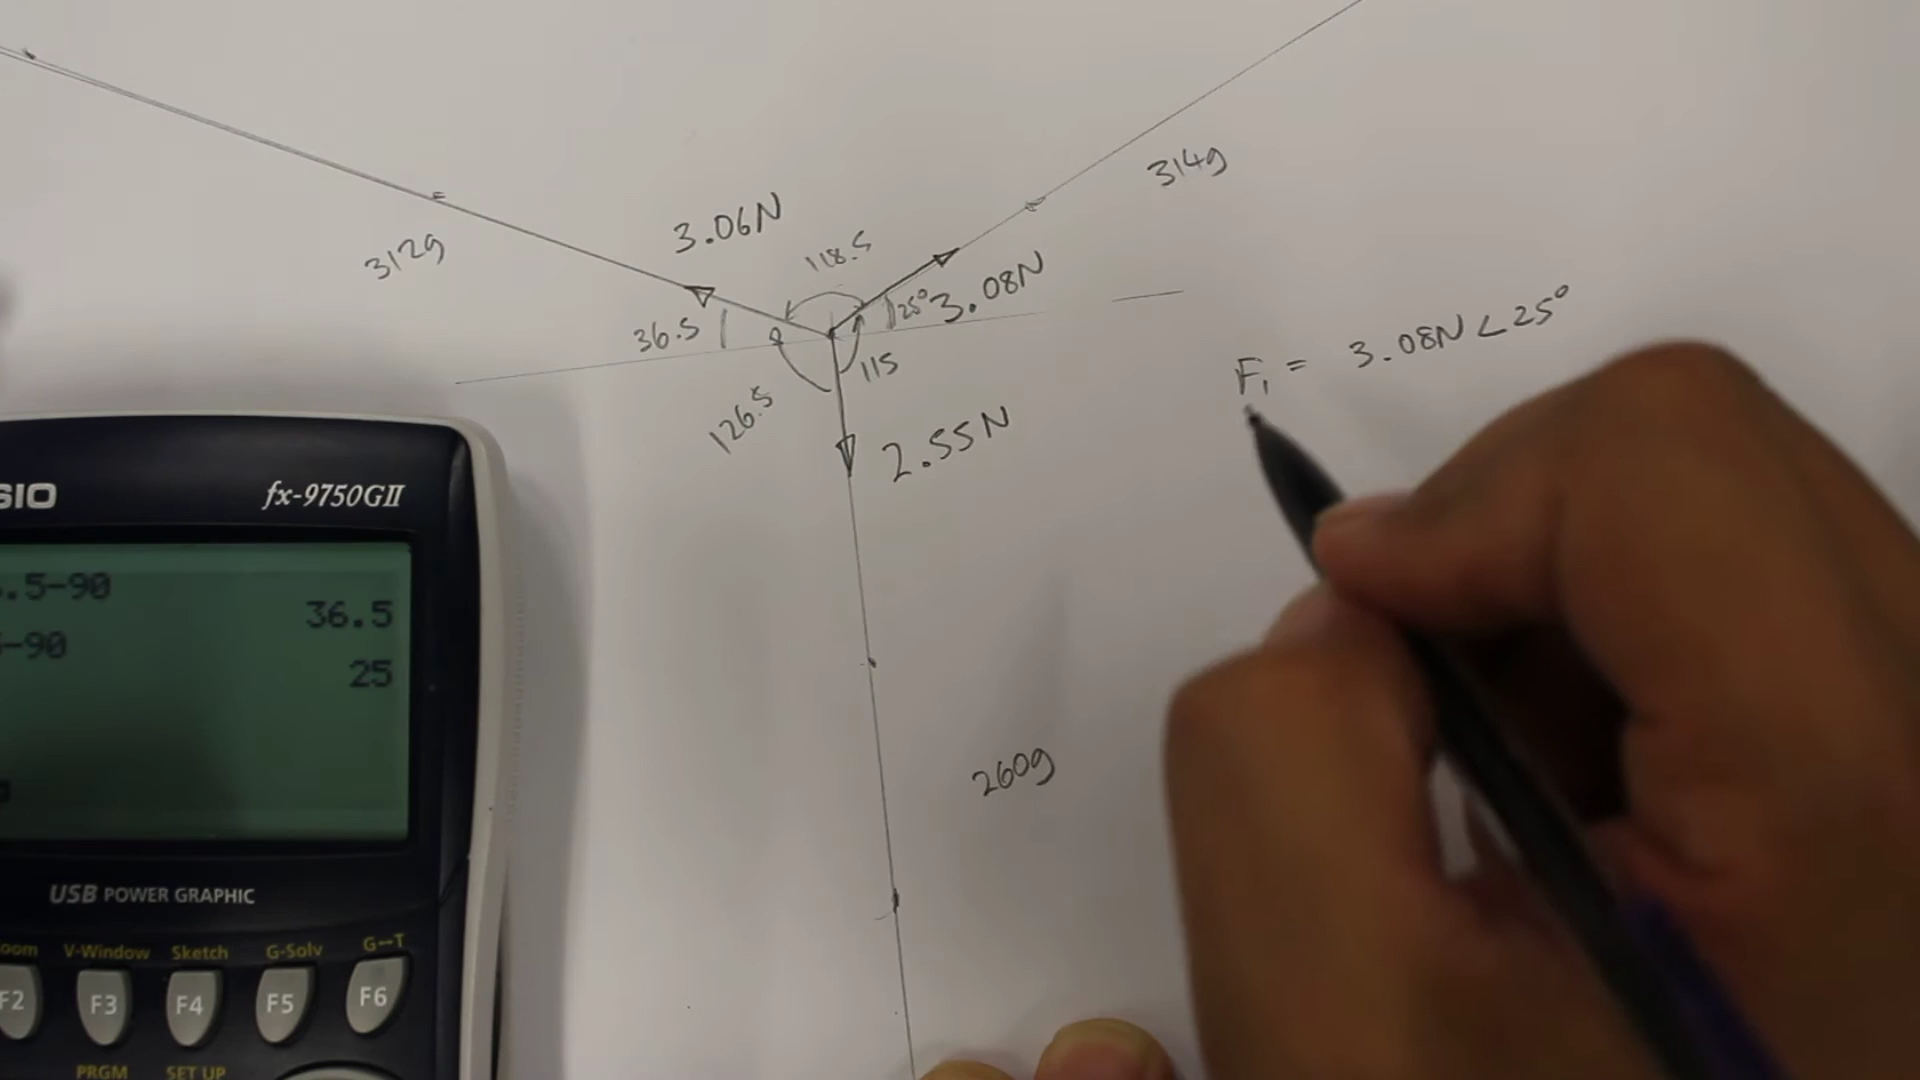 314g
3.06N
118.5
312g
25°
3.08N
36.5
F₁ = 3.08N∠25°
115
126.5
2.55N
SIO
fx-9750GII
.5-90
36.5
-90
25
260g
USB POWER GRAPHIC
oom V-Window Sketch G-Solv G↔T
F2 F3 F4 F5 F6
PRGM SET UP